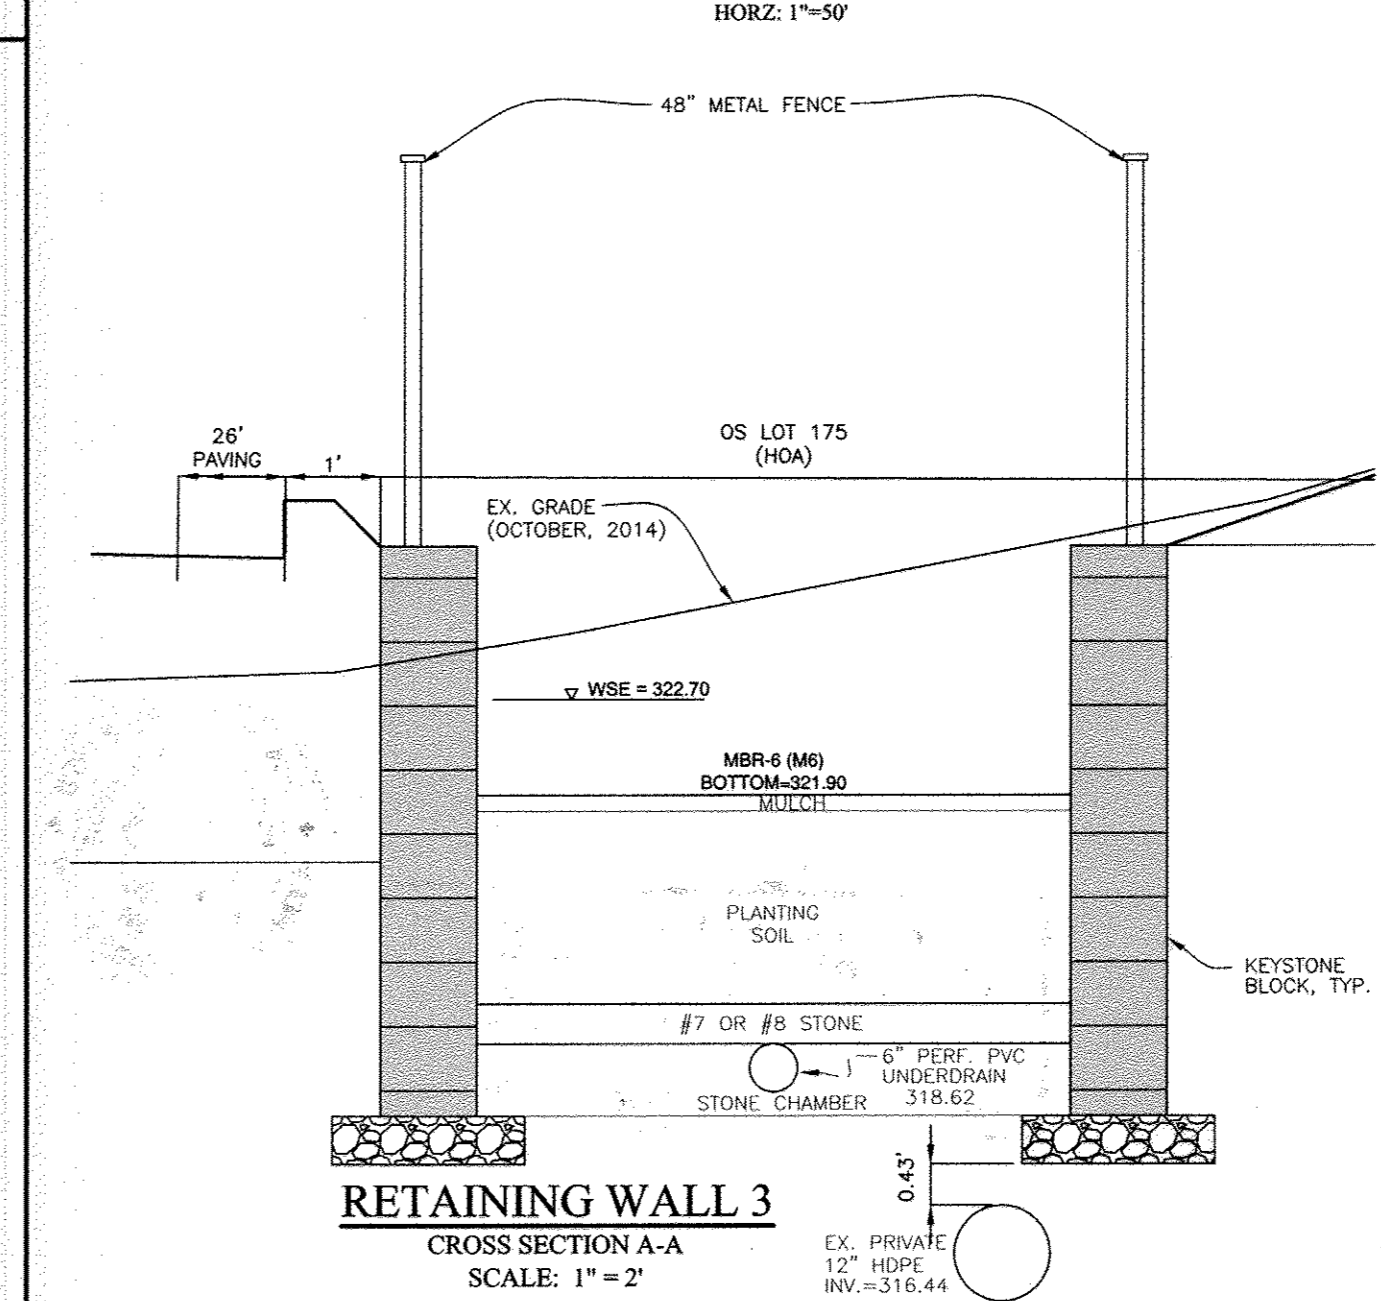 HORZ: 1"=50'
48" METAL FENCE
26'
PAVING
1'
OS LOT 175
(HOA)
EX. GRADE
(OCTOBER, 2014)
WSE = 322.70
MBR-6 (M6)
BOTTOM=321.90
MULCH
PLANTING
SOIL
KEYSTONE
BLOCK, TYP.
#7 OR #8 STONE
6" PERF. PVC
UNDERDRAIN
318.62
STONE CHAMBER
0.43'
RETAINING WALL 3
CROSS SECTION A-A
SCALE: 1" = 2'
EX. PRIVATE
12" HDPE
INV.=316.44